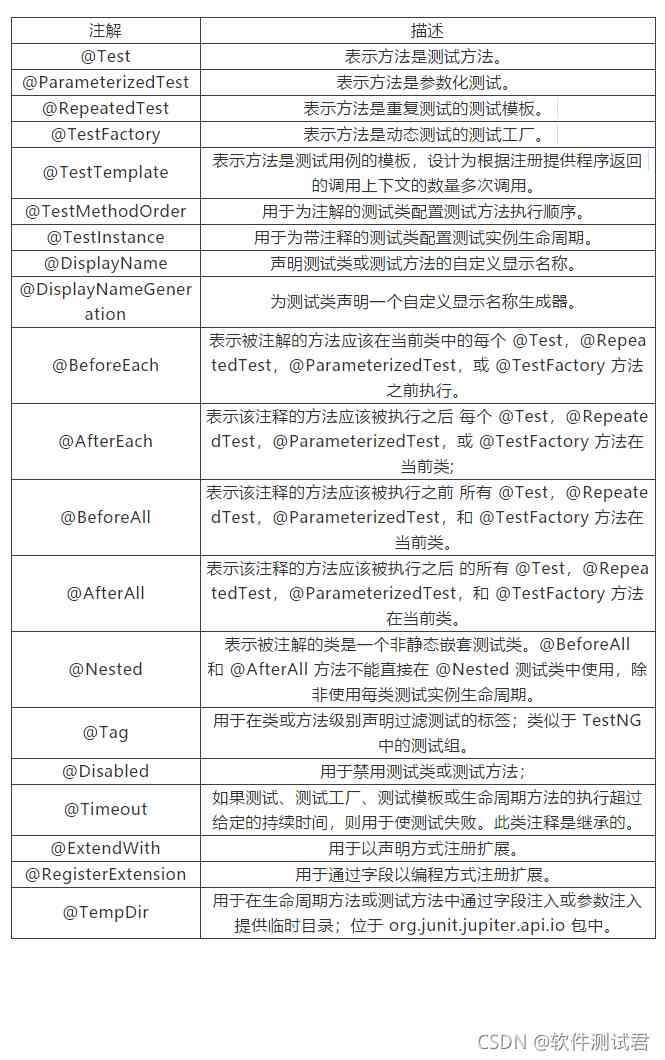 注解 描述
@Test 表示方法是测试方法。
@ParameterizedTest 表示方法是参数化测试。
@RepeatedTest 表示方法是重复测试的测试模板。
@TestFactory 表示方法是动态测试的测试工厂。
@TestTemplate 表示方法是测试用例的模板，设计为根据注册提供程序返回
的调用上下文的数量多次调用。
@TestMethodOrder 用于为注解的测试类配置测试方法执行顺序。
@TestInstance 用于为带注释的测试类配置测试实例生命周期。
@DisplayName 声明测试类或测试方法的自定义显示名称。
@DisplayNameGener
ation
为测试类声明一个自定义显示名称生成器。
@BeforeEach
表示被注解的方法应该在当前类中的每个 @Test，@Repea
tedTest，@ParameterizedTest，或 @TestFactory 方法
之前执行。
@AfterEach
表示该注释的方法应该被执行之后 每个 @Test，@Repeate
dTest，@ParameterizedTest，或 @TestFactory 方法在
当前类;
@BeforeAll
表示该注释的方法应该被执行之前 所有 @Test，@Repeate
dTest，@ParameterizedTest，和 @TestFactory 方法在
当前类。
@AfterAll
表示该注释的方法应该被执行之后 的所有 @Test，@Repea
tedTest，@ParameterizedTest，和 @TestFactory 方法
在当前类。
@Nested
表示被注解的类是一个非静态嵌套测试类。@BeforeAll
和 @AfterAll 方法不能直接在 @Nested 测试类中使用，除
非使用每类测试实例生命周期。
@Tag
用于在类或方法级别声明过滤测试的标签；类似于 TestNG
中的测试组。
@Disabled 用于禁用测试类或测试方法；
@Timeout
如果测试、测试工厂、测试模板或生命周期方法的执行超过
给定的持续时间，则用于使测试失败。此类注释是继承的。
@ExtendWith 用于以声明方式注册扩展。
@RegisterExtension 用于通过字段以编程方式注册扩展。
@TempDir
用于在生命周期方法或测试方法中通过字段注入或参数注入
提供临时目录；位于 org.junit.jupiter.api.io 包中。
CSDN @软件测试君